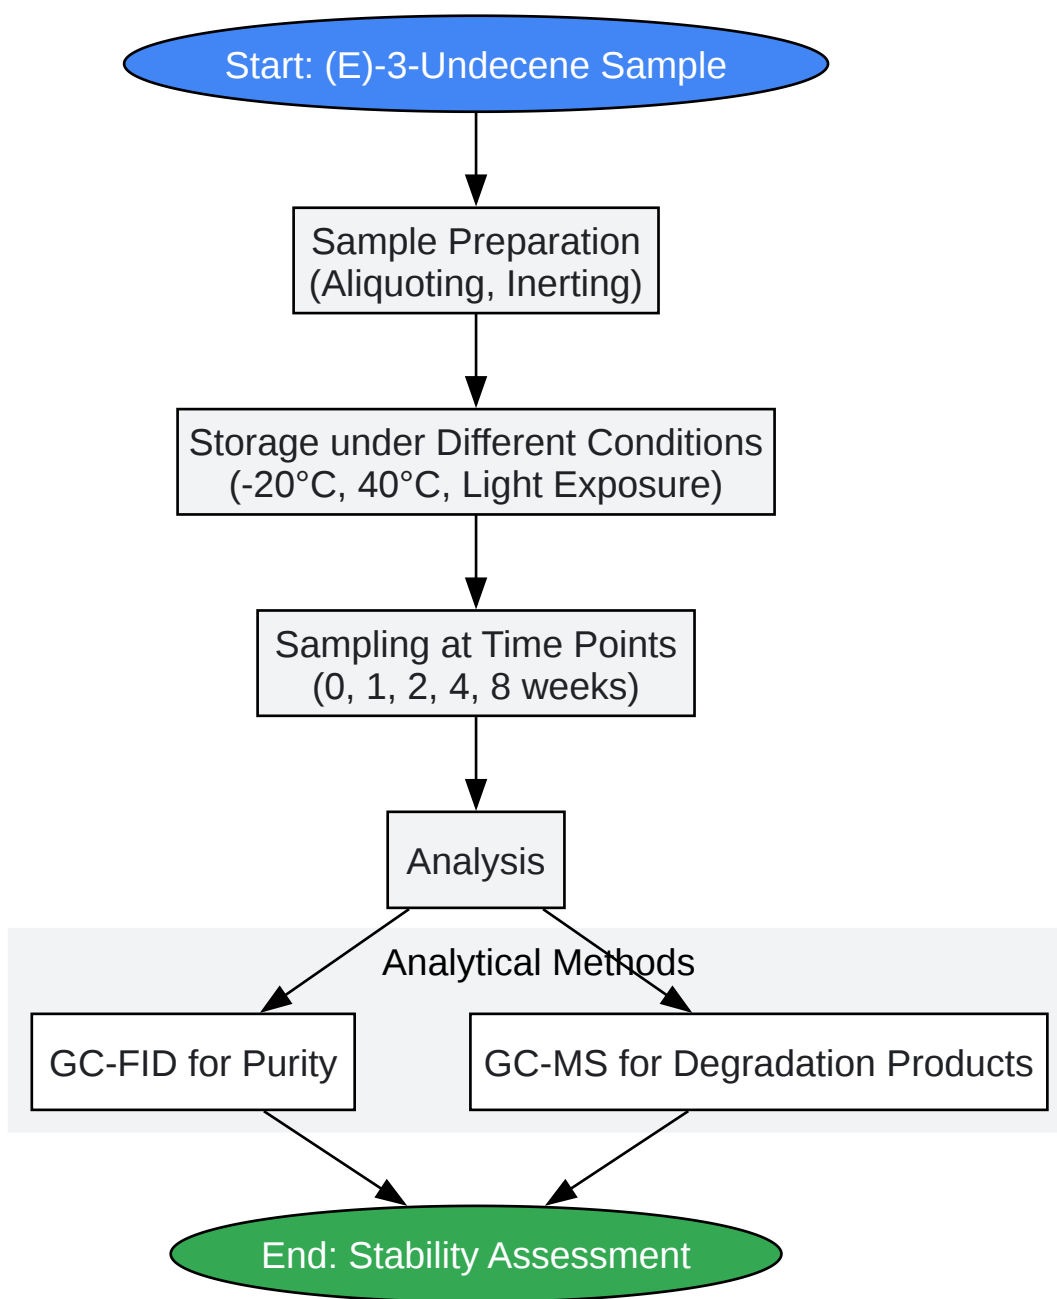 Start: (E)-3-Undecene Sample
Sample Preparation
(Aliquoting, Inerting)
Storage under Different Conditions
(-20°C, 40°C, Light Exposure)
Sampling at Time Points
(0, 1, 2, 4, 8 weeks)
Analysis
Analytical Methods
GC-FID for Purity
GC-MS for Degradation Products
End: Stability Assessment